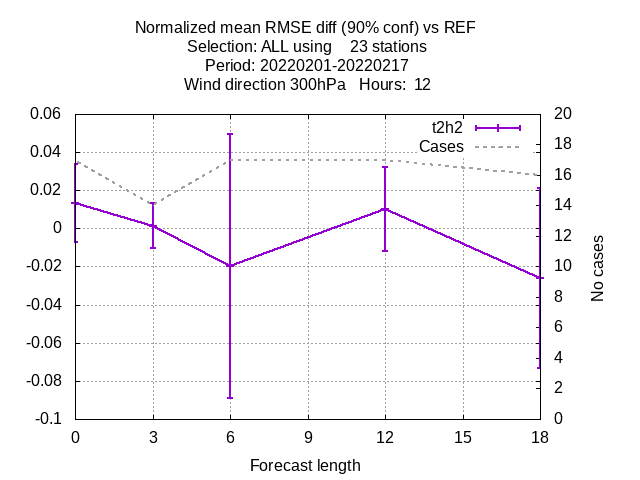 Normalized mean RMSE diff (90% conf) vs REF
Selection: ALL using    23 stations
Period: 20220201-20220217
Wind direction 300hPa   Hours:  12
t2h2
Cases
0.06
0.04
0.02
0
-0.02
-0.04
-0.06
-0.08
-0.1
20
18
16
14
12
10
8
6
4
2
0
No cases
0 3 6 9 12 15 18
Forecast length